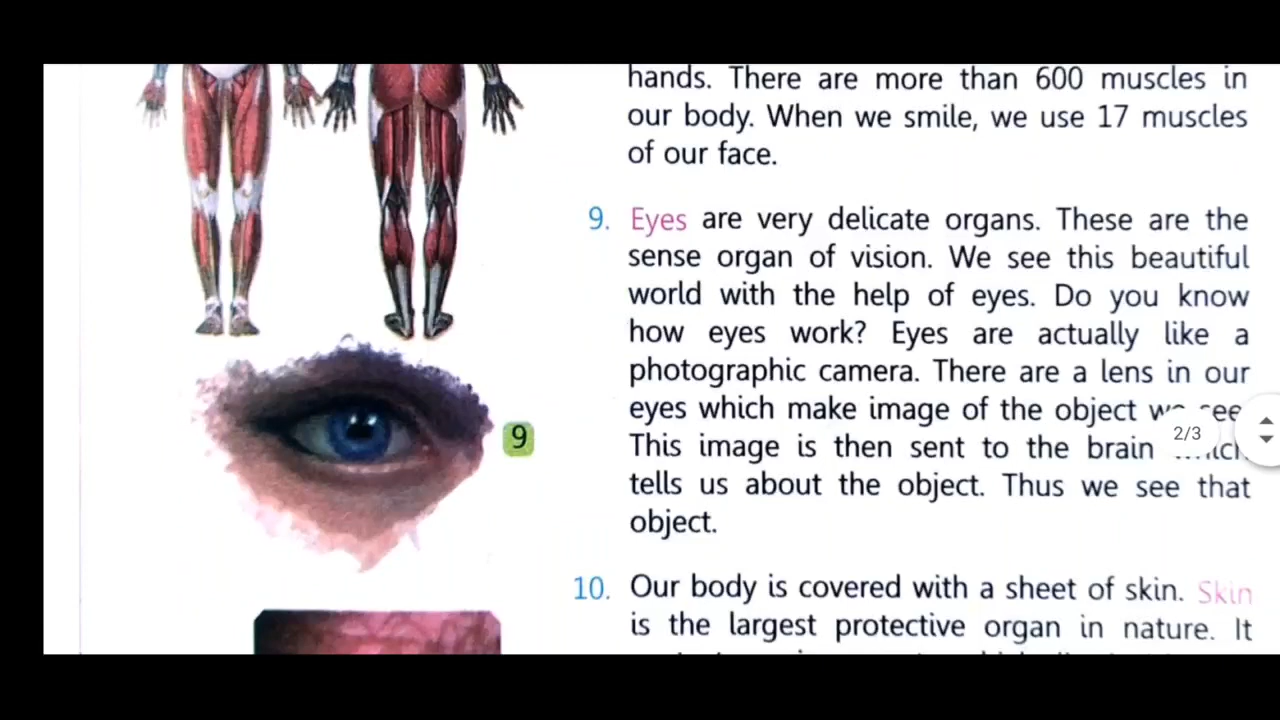 hands. There are more than 600 muscles in
our body. When we smile, we use 17 muscles
of our face.
9. Eyes are very delicate organs. These are the
sense organ of vision. We see this beautiful
world with the help of eyes. Do you know
how eyes work? Eyes are actually like a
photographic camera. There are a lens in our
eyes which make image of the object we see
This image is then sent to the brain
tells us about the object. Thus we see that
object.
9
2/3
10. Our body is covered with a sheet of skin. Skin
is the largest protective organ in nature. It